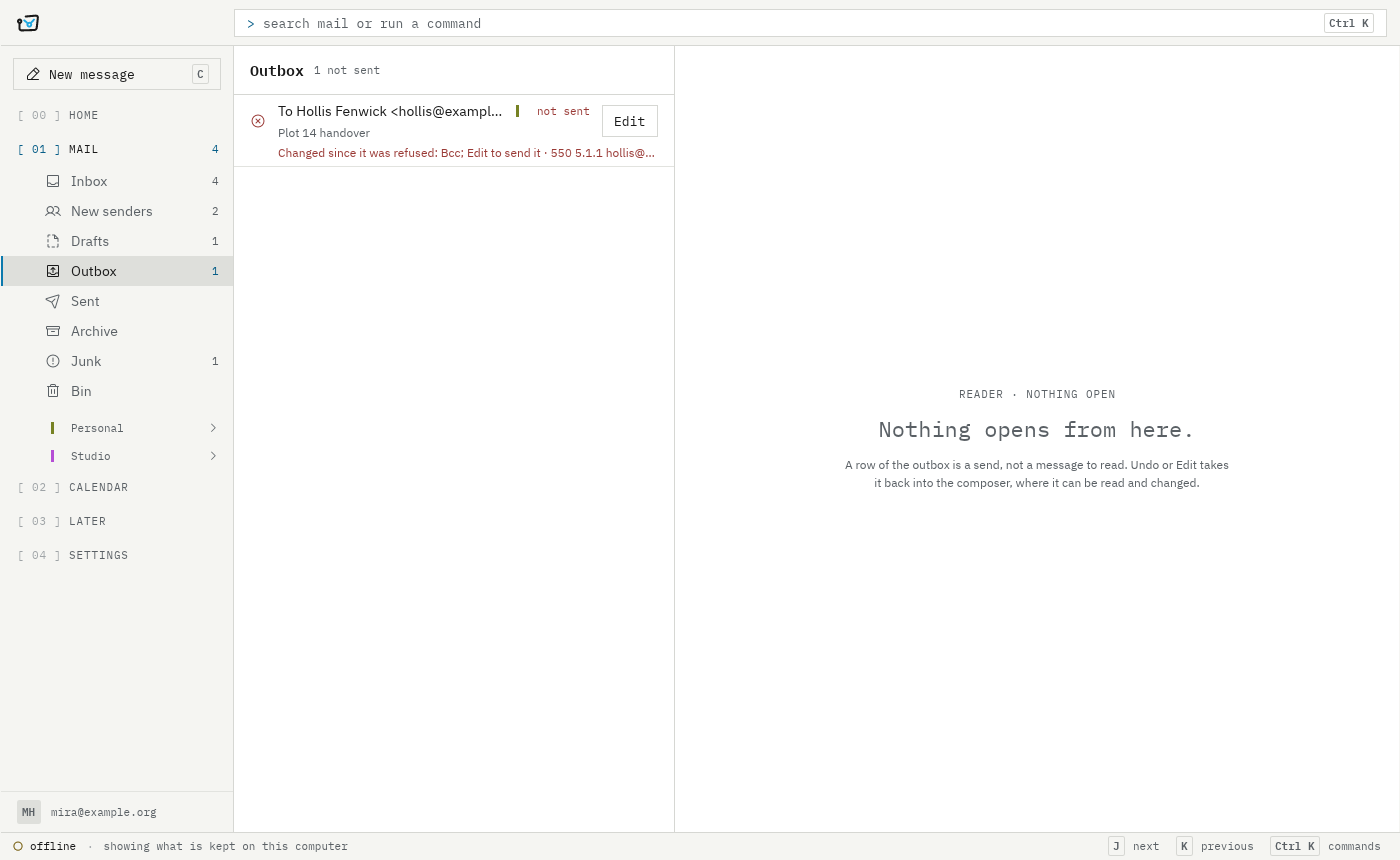 > search mail or run a command Ctrl K
New message C
[ 00 ] HOME
[ 01 ] MAIL 4
Inbox 4
New senders 2
Drafts 1
Outbox 1
Sent
Archive
Junk 1
Bin
Personal
Studio
[ 02 ] CALENDAR
[ 03 ] LATER
[ 04 ] SETTINGS
MH mira@example.org
Outbox 1 not sent
To Hollis Fenwick <hollis@exampl... not sent Edit
Plot 14 handover
Changed since it was refused: Bcc; Edit to send it · 550 5.1.1 hollis@...
READER · NOTHING OPEN
Nothing opens from here.
A row of the outbox is a send, not a message to read. Undo or Edit takes
it back into the composer, where it can be read and changed.
offline · showing what is kept on this computer
J next K previous Ctrl K commands